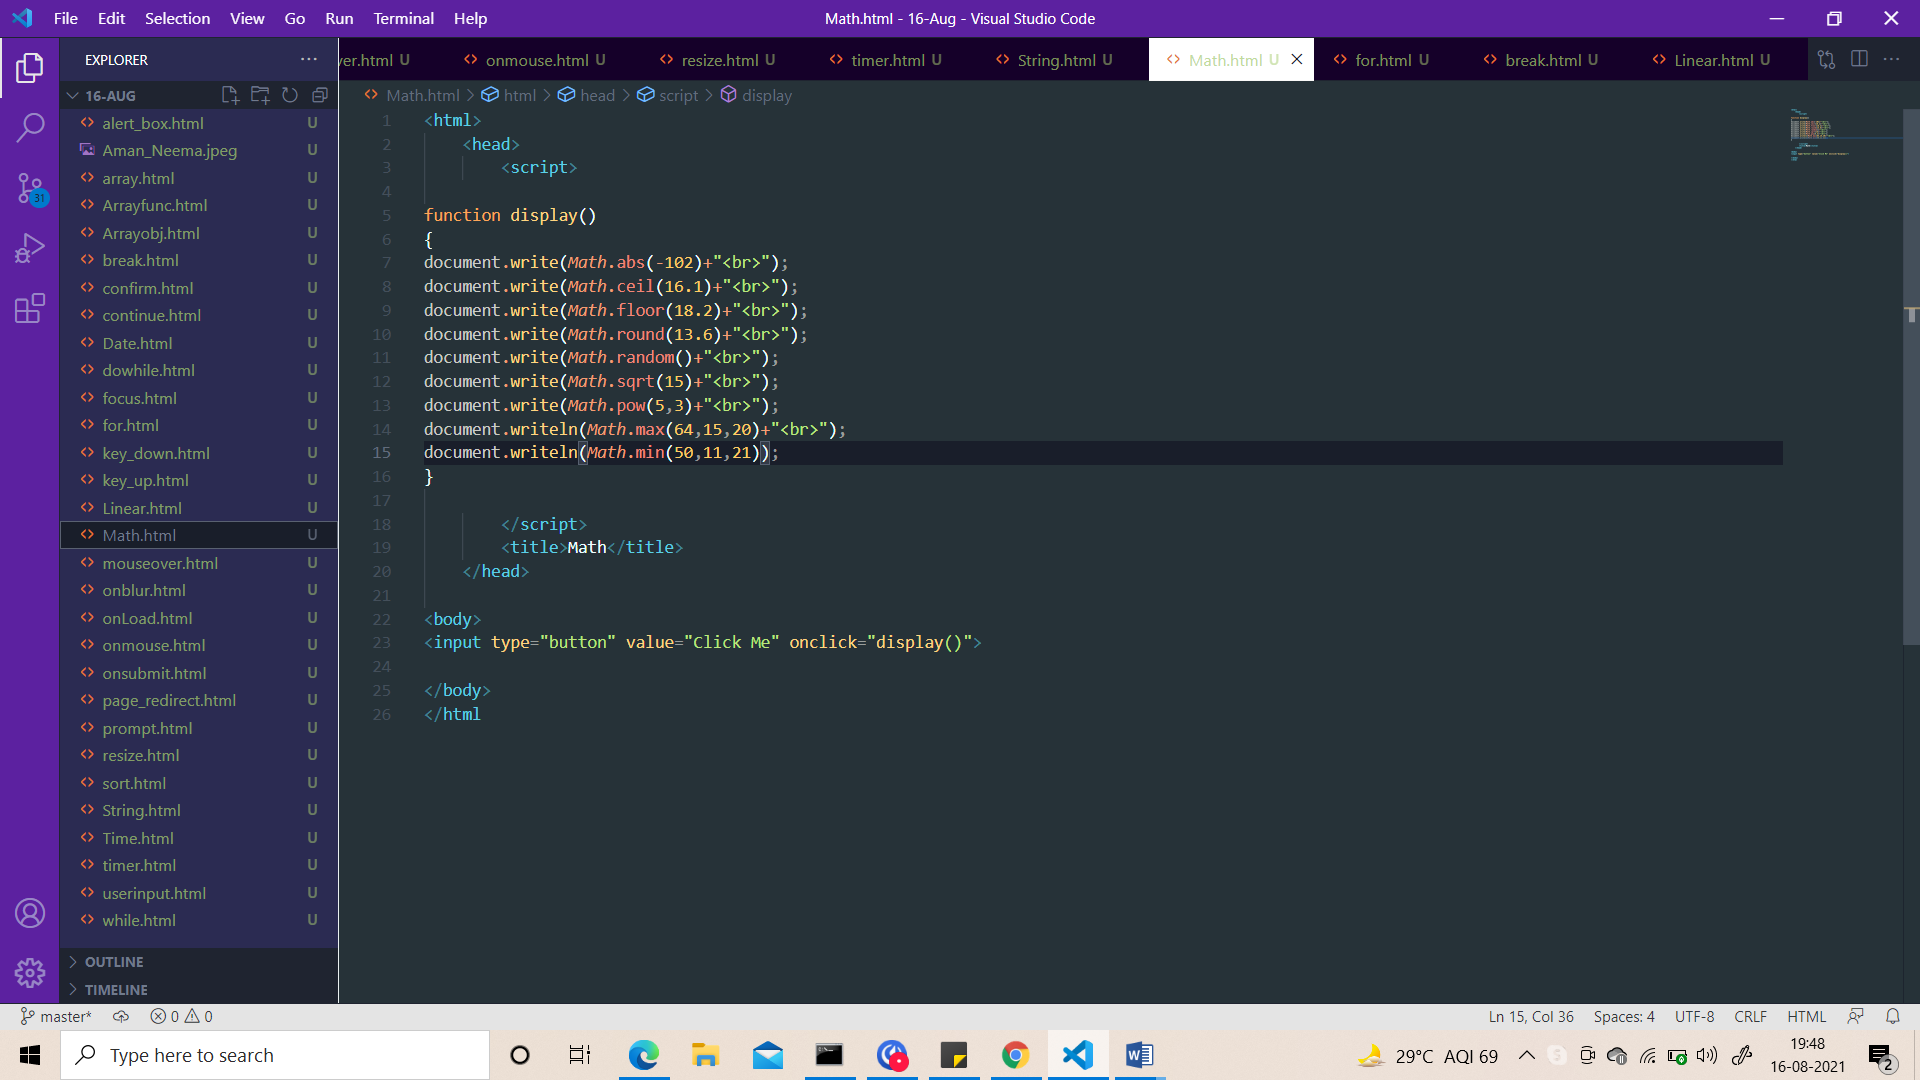 File Edit Selection View Go Run Terminal Help
Math.html - 16-Aug - Visual Studio Code
EXPLORER
ver.html U
onmouse.html U
resize.html U
timer.html U
String.html U
Math.html U
for.html U
break.html U
Linear.html U
16-AUG
Math.html > html > head > script > display
alert_box.html U
Aman_Neema.jpeg U
array.html U
Arrayfunc.html U
Arrayobj.html U
break.html U
confirm.html U
continue.html U
Date.html U
dowhile.html U
focus.html U
for.html U
key_down.html U
key_up.html U
Linear.html U
Math.html U
mouseover.html U
onblur.html U
onLoad.html U
onmouse.html U
onsubmit.html U
page_redirect.html U
prompt.html U
resize.html U
sort.html U
String.html U
Time.html U
timer.html U
userinput.html U
while.html U
OUTLINE
TIMELINE
31
1 <html>
2 <head>
3 <script>
4
5 function display()
6 {
7 document.write(Math.abs(-102)+"<br>");
8 document.write(Math.ceil(16.1)+"<br>");
9 document.write(Math.floor(18.2)+"<br>");
10 document.write(Math.round(13.6)+"<br>");
11 document.write(Math.random()+"<br>");
12 document.write(Math.sqrt(15)+"<br>");
13 document.write(Math.pow(5,3)+"<br>");
14 document.writeln(Math.max(64,15,20)+"<br>");
15 document.writeln(Math.min(50,11,21));
16 }
17
18 </script>
19 <title>Math</title>
20 </head>
21
22 <body>
23 <input type="button" value="Click Me" onclick="display()">
24
25 </body>
26 </html
master* 0 0
Ln 15, Col 36 Spaces: 4 UTF-8 CRLF HTML
Type here to search
29°C AQI 69
19:48
16-08-2021
2